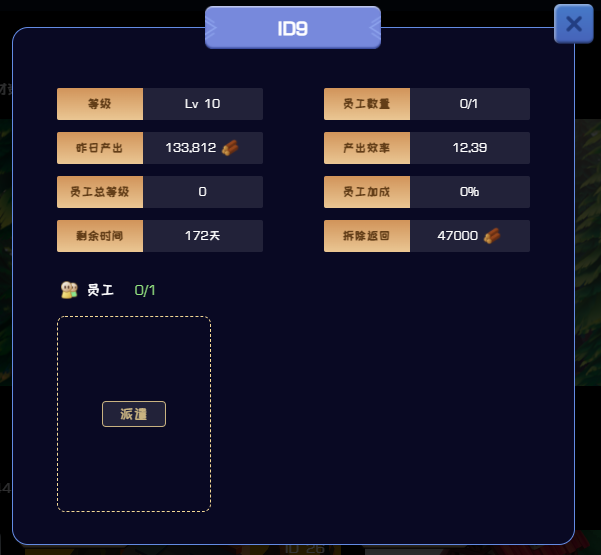 ID9
等级 Lv 10 员工数量 0/1
昨日产出 133,812 产出效率 12,39
员工总等级 0 员工加成 0%
剩余时间 172天 拆除返回 47000
员工 0/1
派遣
ID 26